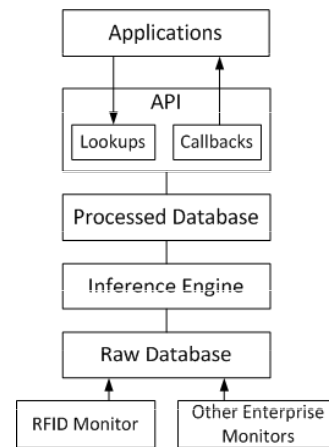 Applications
API
Lookups Callbacks
Processed Database
Inference Engine
Raw Database
RFID Monitor
Other Enterprise
Monitors